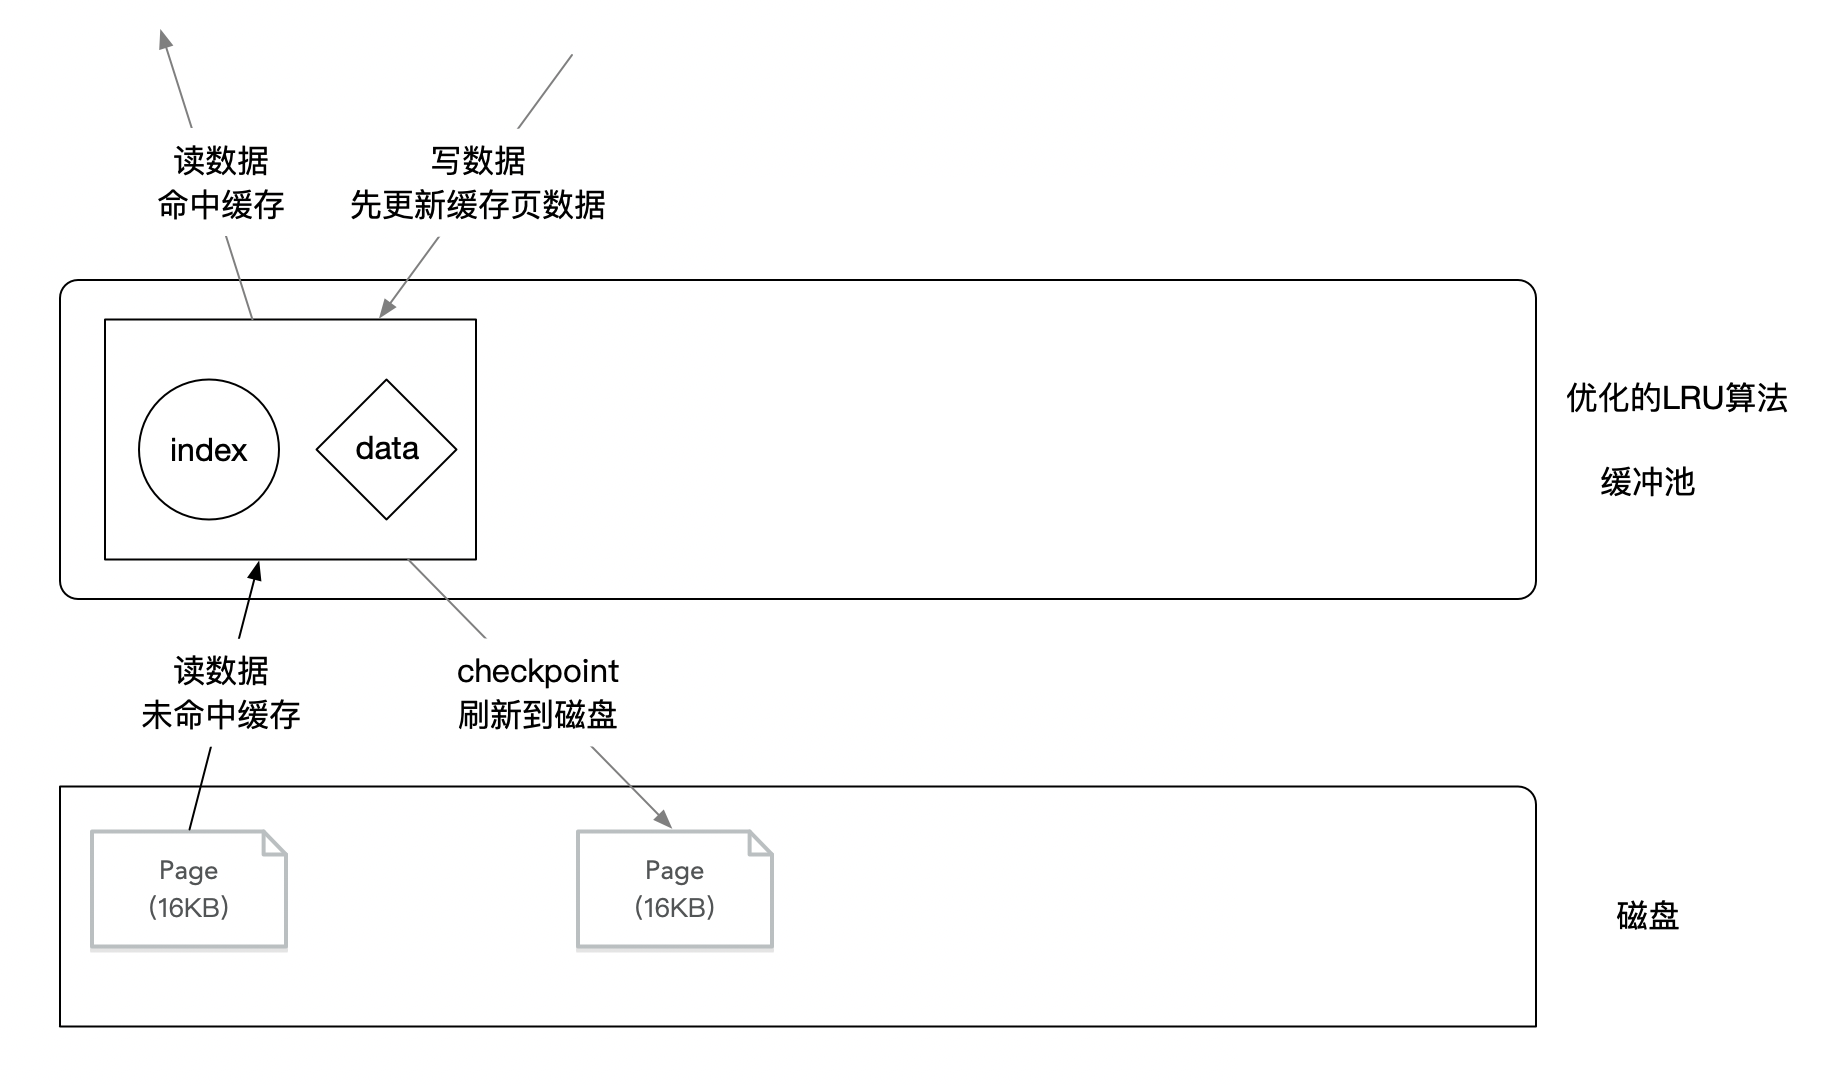 读数据
命中缓存
写数据
先更新缓存页数据
index
data
优化的LRU算法
缓冲池
读数据
未命中缓存
checkpoint
刷新到磁盘
Page
(16KB)
Page
(16KB)
磁盘